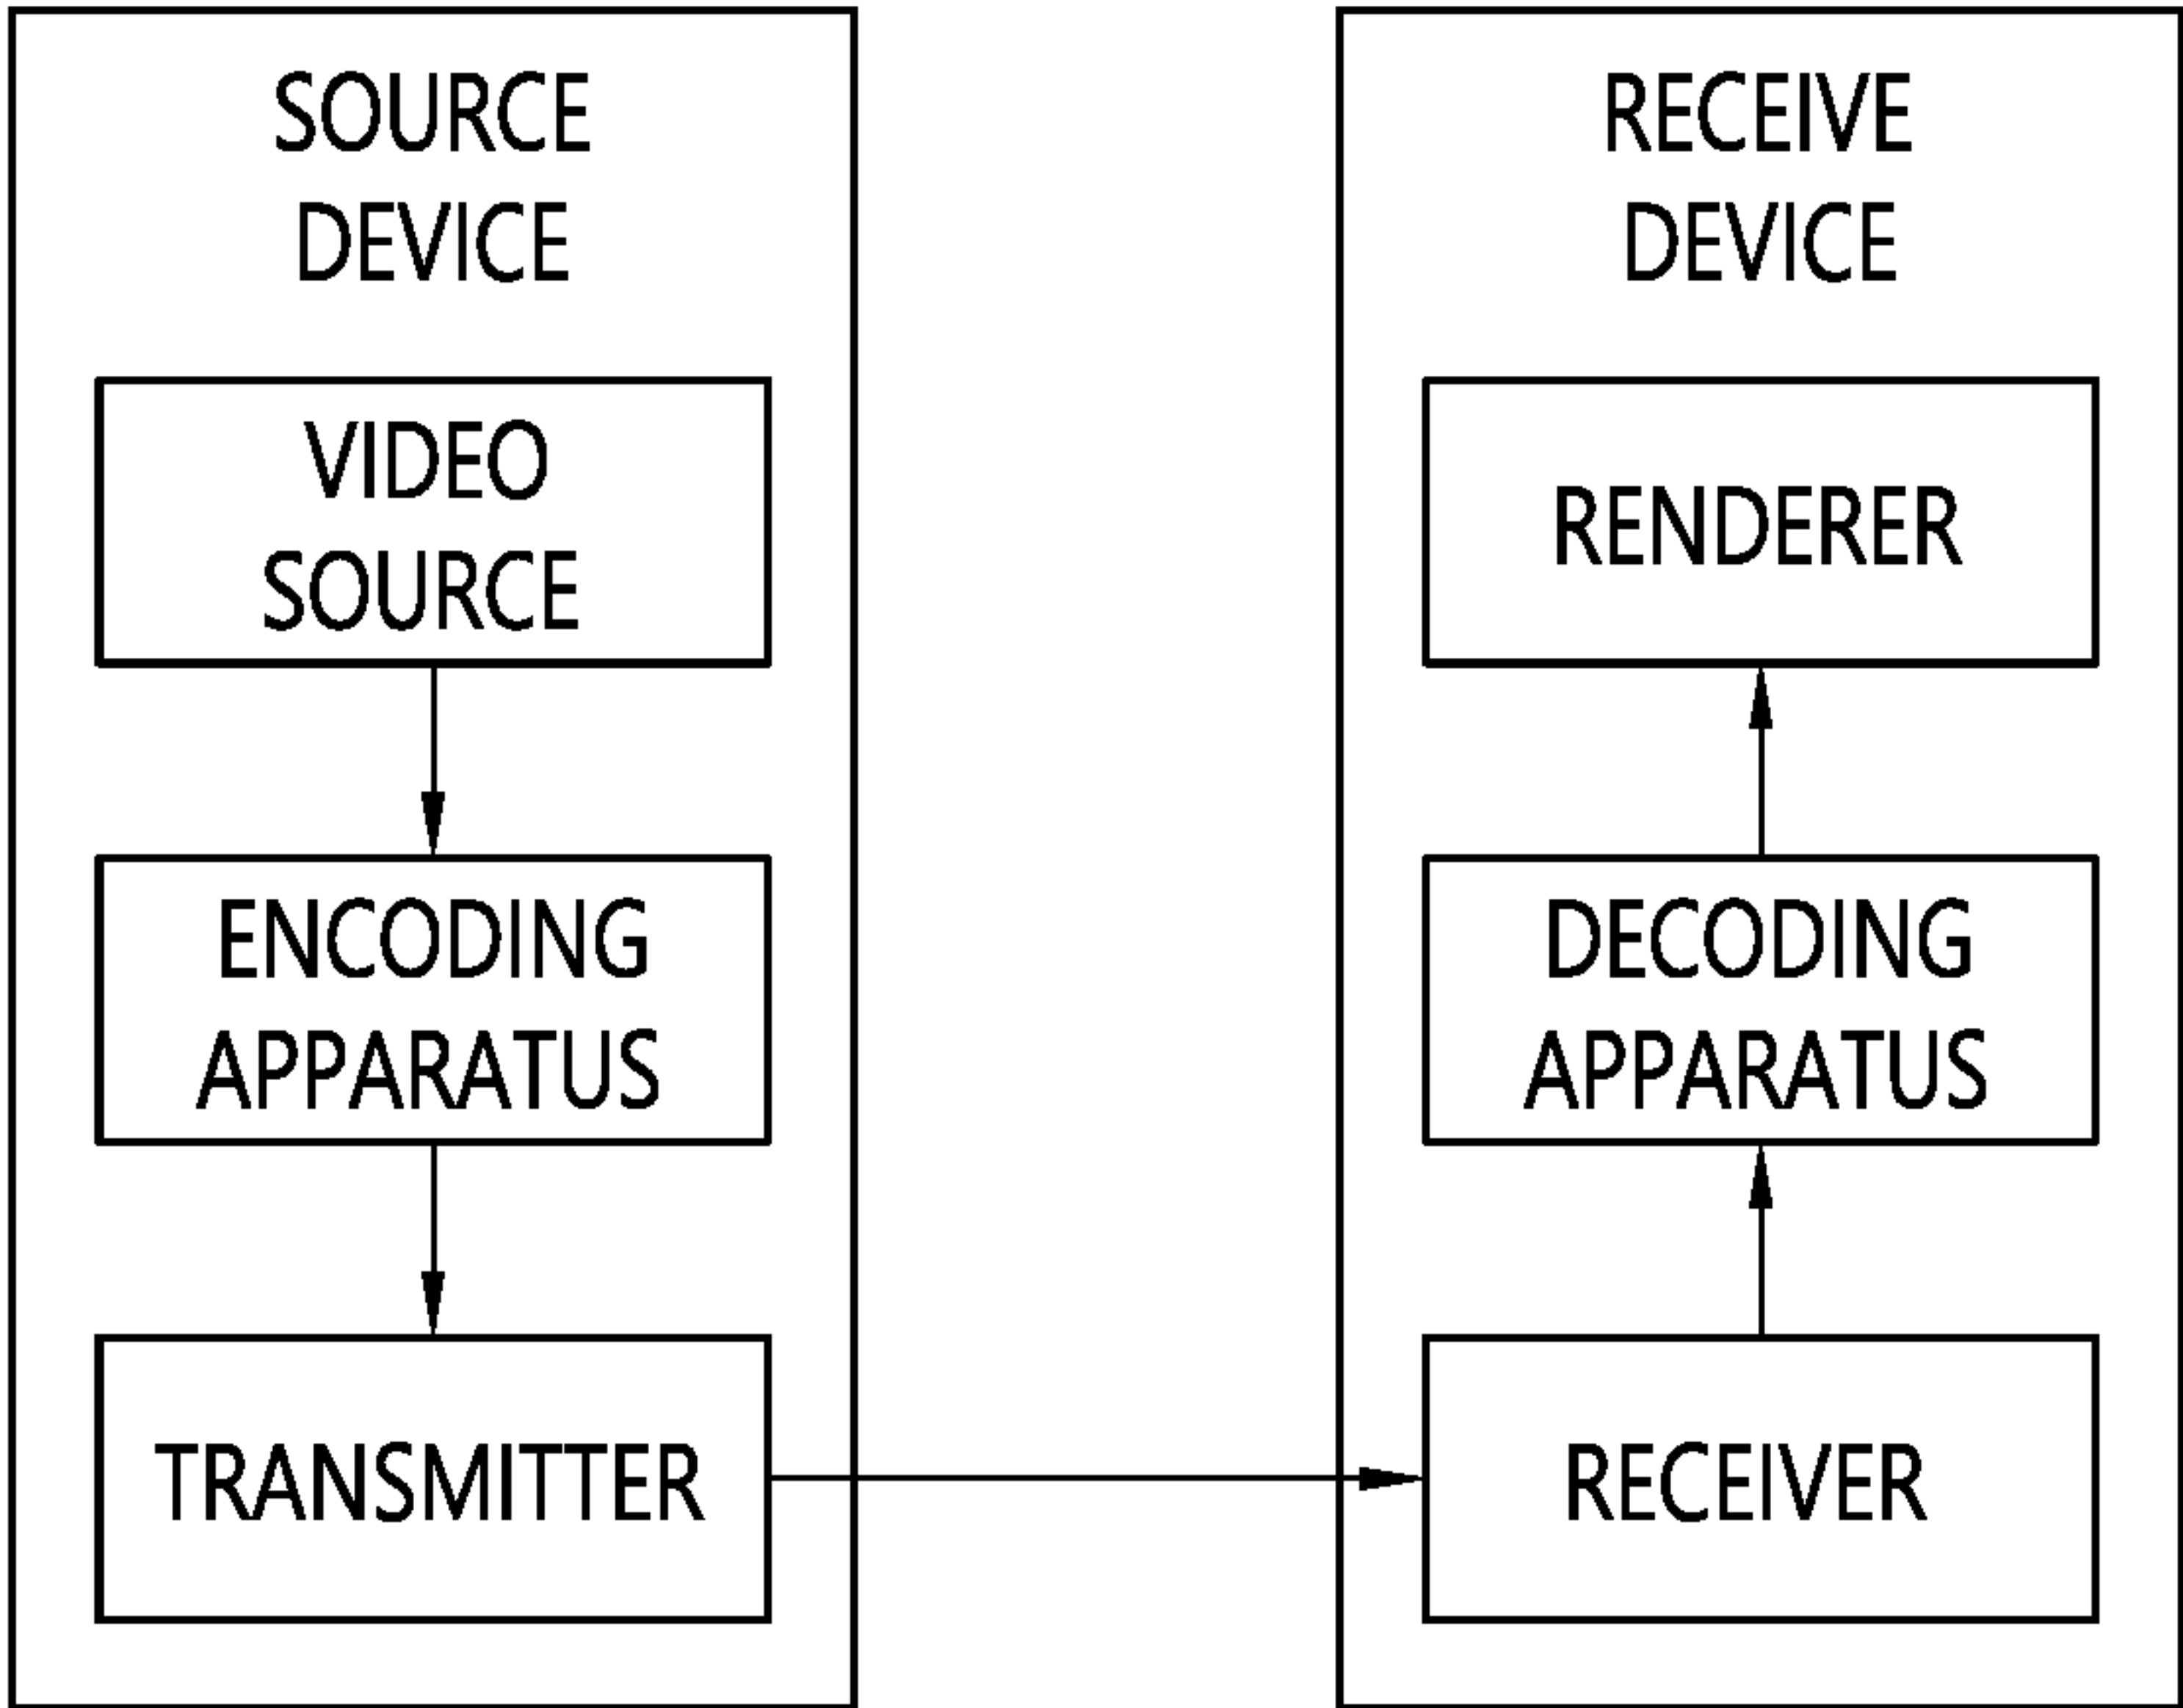 SOURCE
DEVICE
VIDEO
SOURCE
ENCODING
APPARATUS
TRANSMITTER
RECEIVE
DEVICE
RENDERER
DECODING
APPARATUS
RECEIVER